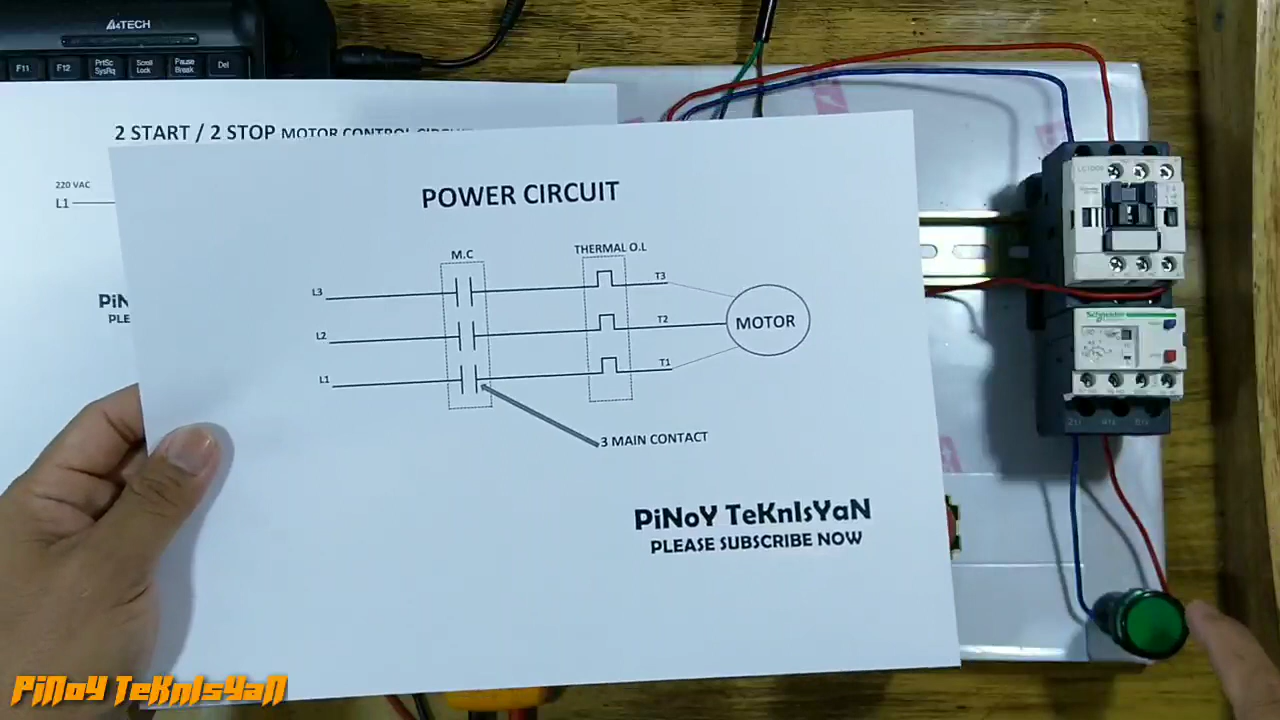 A4TECH
F11
F12
PrtSc
SysRq
Scroll
Lock
Pause
Break
Del
2 START / 2 STOP MOTOR CONTROL CIRCUIT
220 VAC
L1
PiN
PLE
POWER CIRCUIT
M.C
THERMAL O.L
L3
T3
L2
T2
MOTOR
L1
T1
3 MAIN CONTACT
PiNoY TeKnIsYaN
PLEASE SUBSCRIBE NOW
Schneider
PiNoY TeKnIsYaN